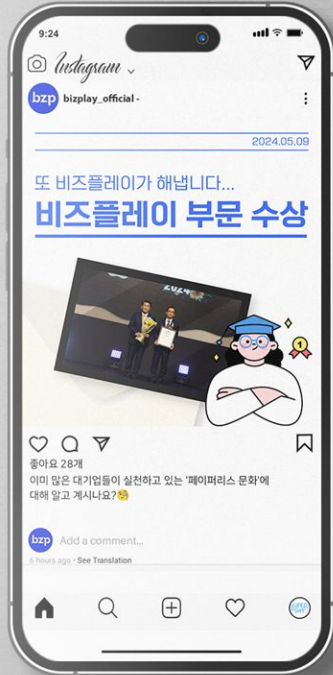 9:24
Instagram
bzp
bizplay_official -
2024.05.09
또 비즈플레이가 해냅니다...
비즈플레이 부문 수상
2024
1
좋아요 28개
이미 많은 대기업들이 실천하고 있는 '페이퍼리스 문화'에
대해 알고 계시나요?🧐
bzp
Add a comment...
6 hours ago · See Translation